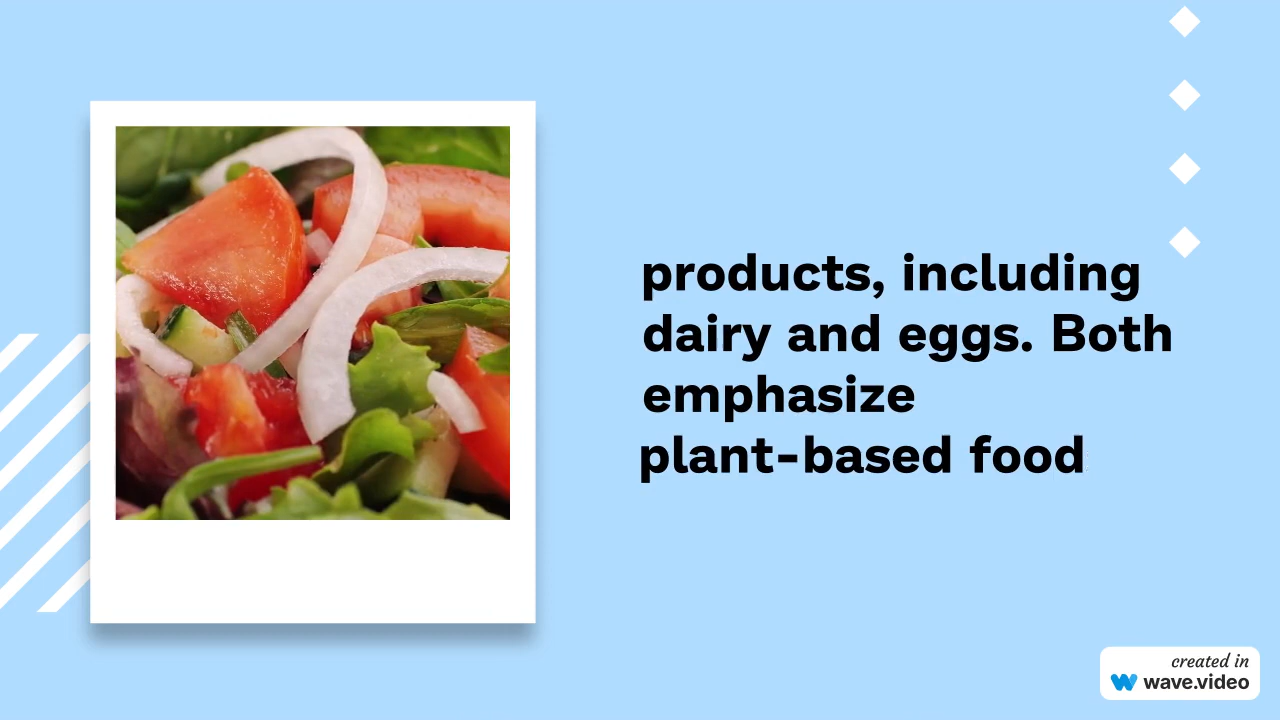 products, including
dairy and eggs. Both
emphasize
plant-based food
created in
wave.video